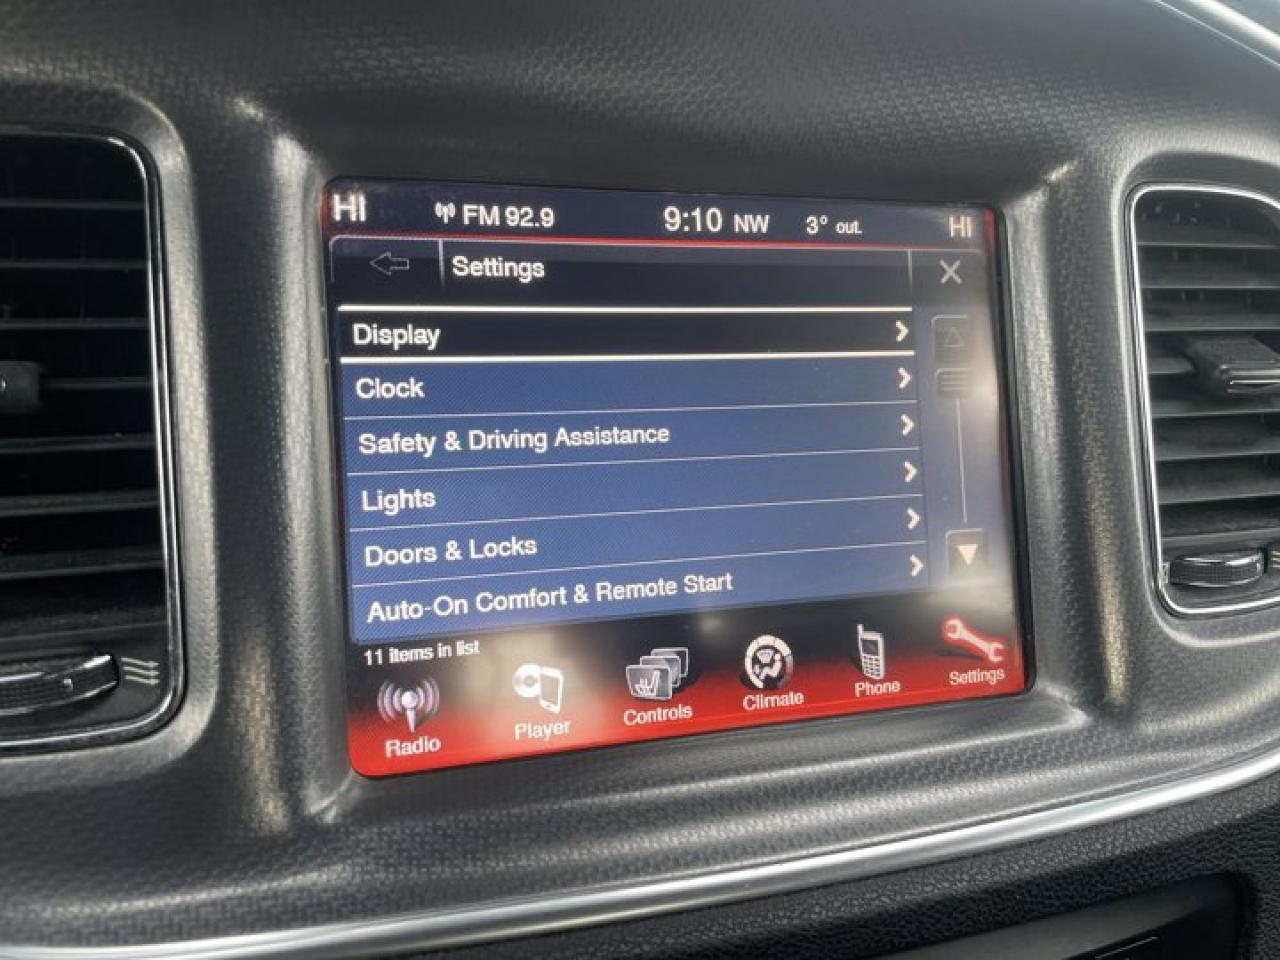 HI FM 92.9 9:10 NW 3° out. HI
Settings
Display
Clock
Safety & Driving Assistance
Lights
Doors & Locks
Auto-On Comfort & Remote Start
11 items in list
Radio Player Controls Climate Phone Settings